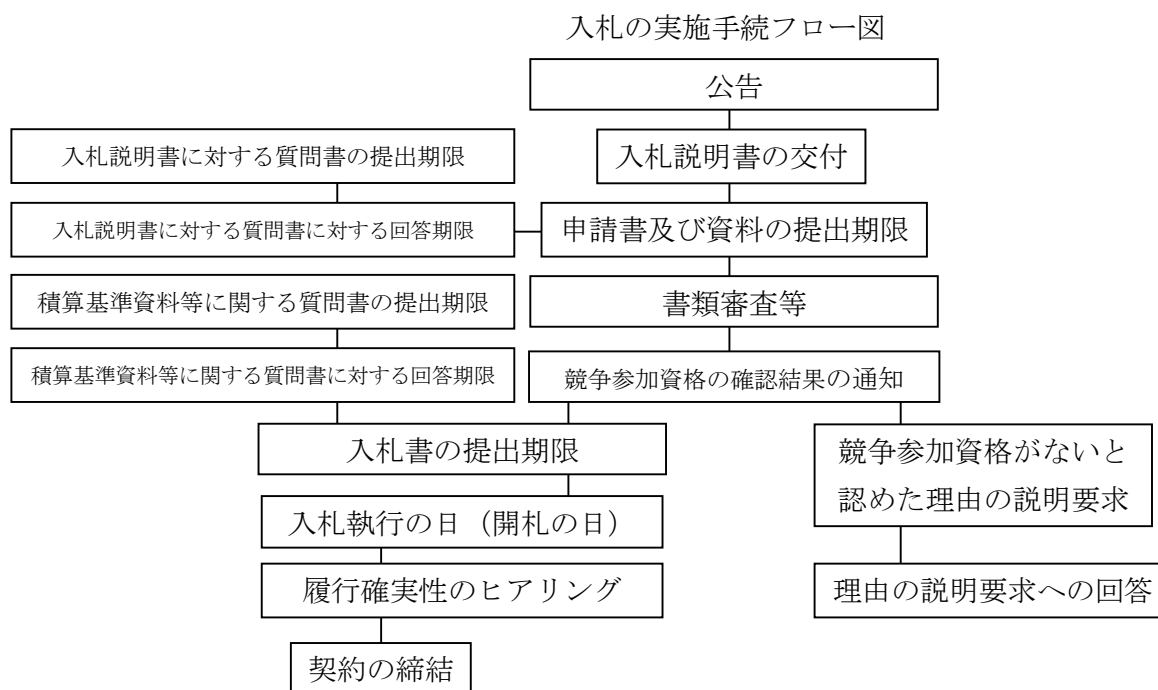 入札の実施手続フロー図
公告
入札説明書に対する質問書の提出期限
入札説明書の交付
入札説明書に対する質問書に対する回答期限
申請書及び資料の提出期限
積算基準資料等に関する質問書の提出期限
書類審査等
積算基準資料等に関する質問書に対する回答期限
競争参加資格の確認結果の通知
入札書の提出期限
競争参加資格がないと
認めた理由の説明要求
入札執行の日（開札の日）
履行確実性のヒアリング
理由の説明要求への回答
契約の締結